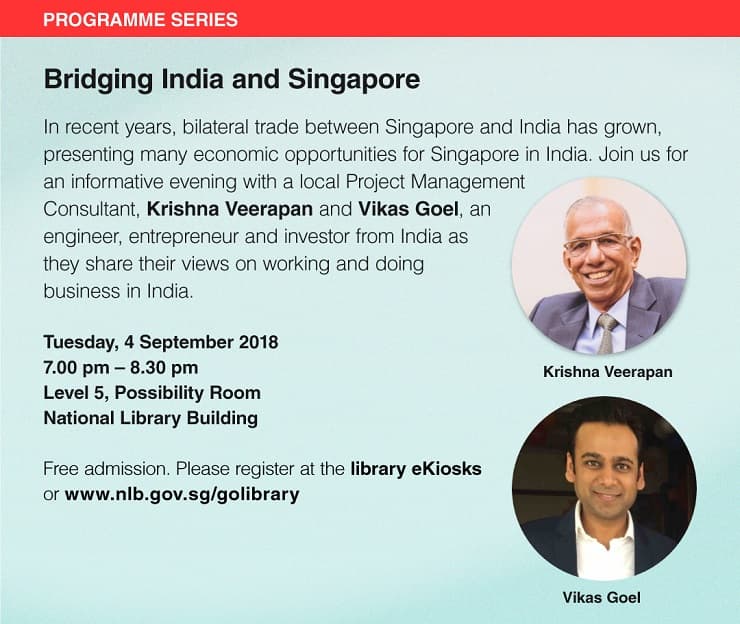 PROGRAMME SERIES
Bridging India and Singapore
In recent years, bilateral trade between Singapore and India has grown,
presenting many economic opportunities for Singapore in India. Join us for
an informative evening with a local Project Management
Consultant, Krishna Veerapan and Vikas Goel, an
engineer, entrepreneur and investor from India as
they share their views on working and doing
business in India.
Tuesday, 4 September 2018
7.00 pm – 8.30 pm
Level 5, Possibility Room
National Library Building
Free admission. Please register at the library eKiosks
or www.nlb.gov.sg/golibrary
Krishna Veerapan
Vikas Goel